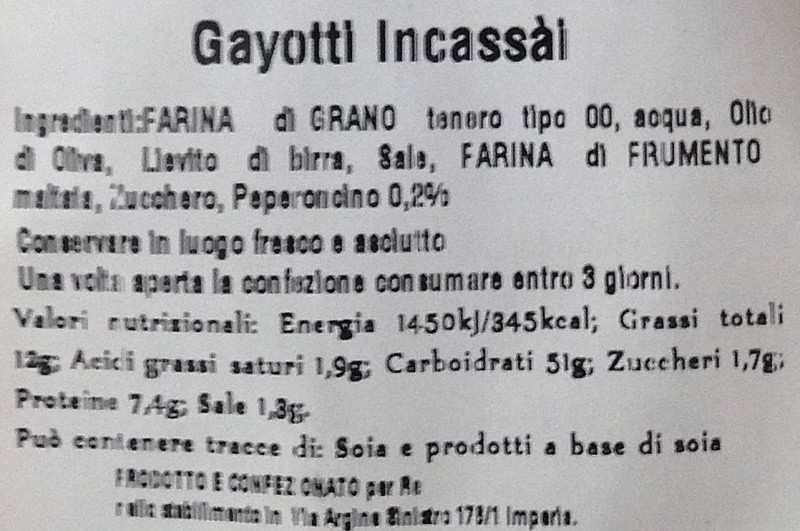 Gayotti Incassài
Ingredienti:FARINA di GRANO tenero tipo 00, acqua, Olio
di Oliva, Lievito di birra, Sale, FARINA di FRUMENTO
maltata, Zucchero, Peperoncino 0,2%
Conservare in luogo fresco e asciutto
Una volta aperta la confezione consumare entro 3 giorni.
Valori nutrizionali: Energia 1450kJ/345kcal; Grassi totali
12g; Acidi grassi saturi 1,9g; Carboidrati 51g; Zuccheri 1,7g;
Proteine 7,4g; Sale 1,8g.
Può contenere tracce di: Soia e prodotti a base di soia
PRODOTTO E CONFEZIONATO per Re
nello stabilimento in Via Argine Sinistro 178/1 Imperia.